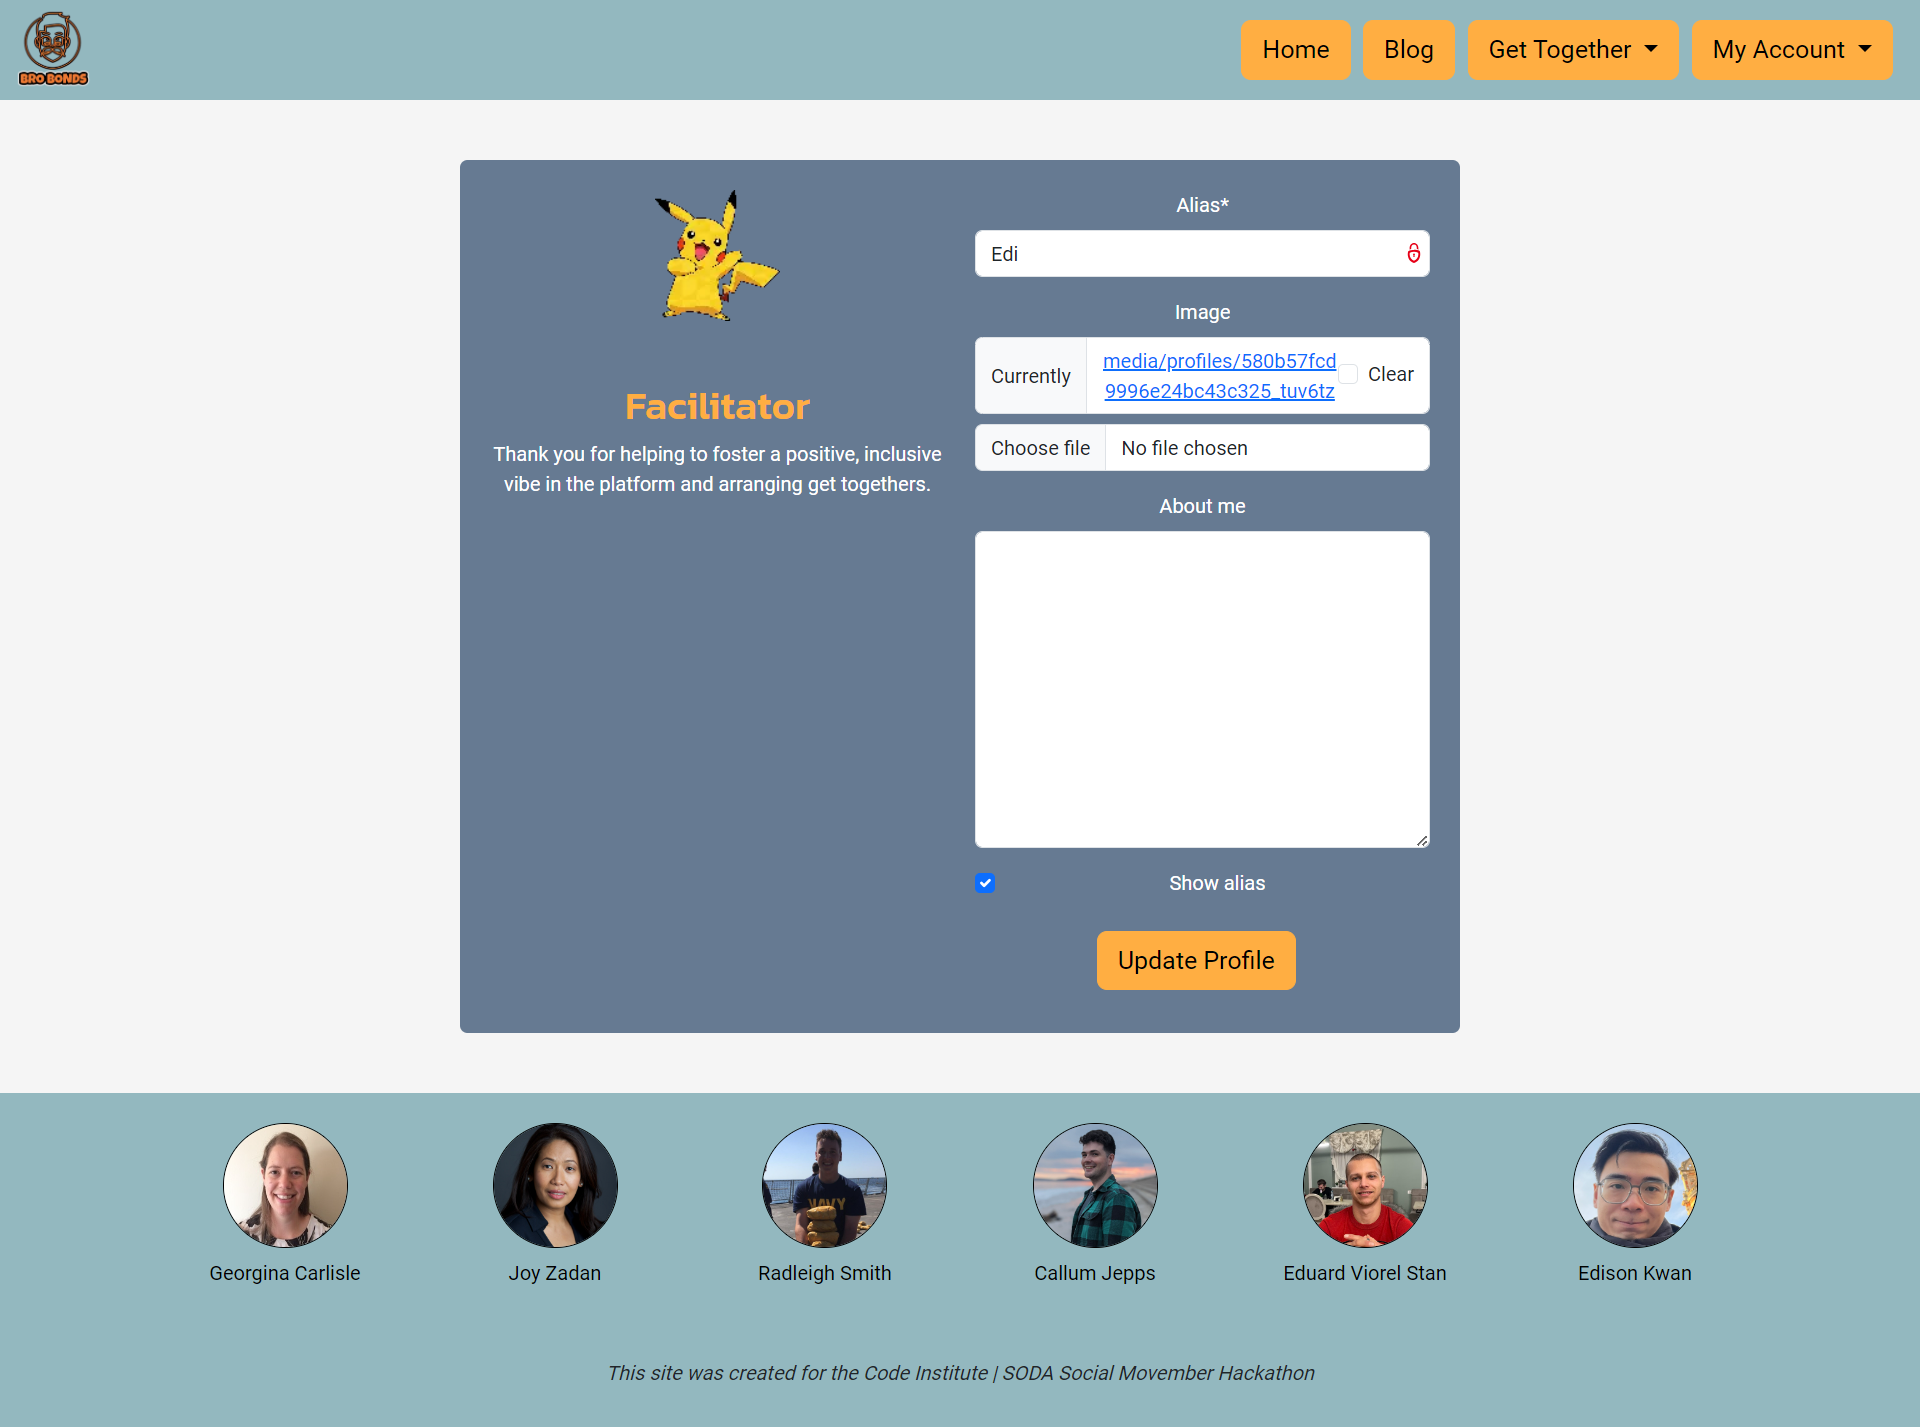 BRO BONDS
Home
Blog
Get Together
My Account
Facilitator
Thank you for helping to foster a positive, inclusive
vibe in the platform and arranging get togethers.
Alias*
Edi
Image
Currently
media/profiles/580b57fcd
9996e24bc43c325_tuv6tz
Clear
Choose file
No file chosen
About me
Show alias
Update Profile
NAVY
Georgina Carlisle
Joy Zadan
Radleigh Smith
Callum Jepps
Eduard Viorel Stan
Edison Kwan
This site was created for the Code Institute | SODA Social Movember Hackathon